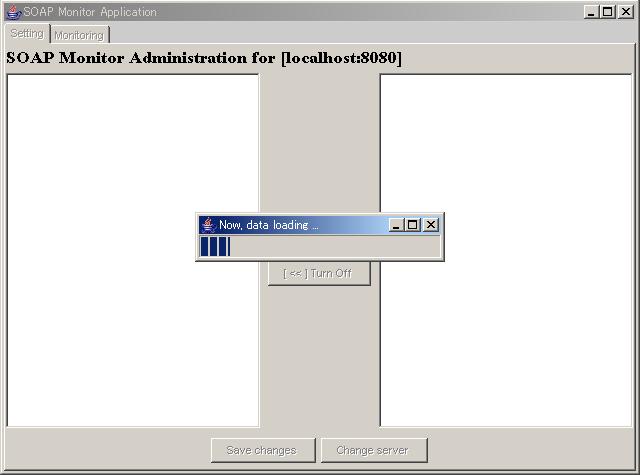 SOAP Monitor Application
Setting
Monitoring
SOAP Monitor Administration for [localhost:8080]
Now, data loading ...
[ << ] Turn Off
Save changes
Change server